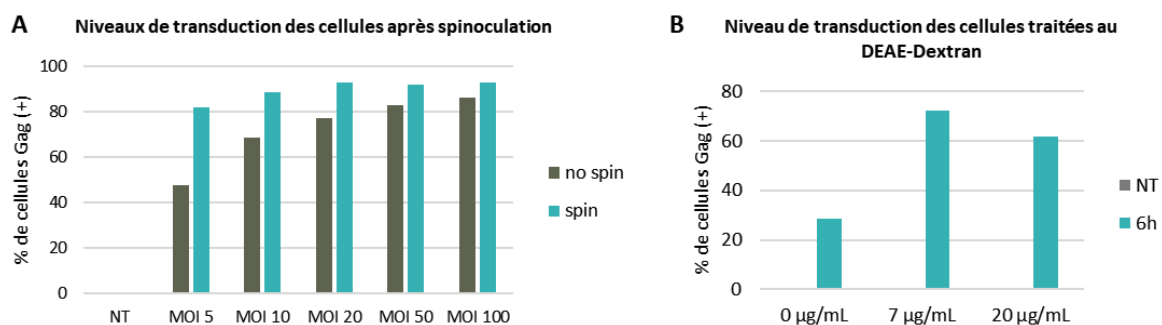 A
Niveaux de transduction des cellules après spinoculation
% de cellules Gag (+)
100
80
60
40
20
0
NT
MOI 5
MOI 10
MOI 20
MOI 50
MOI 100
no spin
spin
B
Niveau de transduction des cellules traitées au
DEAE-Dextran
% de cellules Gag (+)
80
60
40
20
0
0 µg/mL
7 µg/mL
20 µg/mL
NT
6h